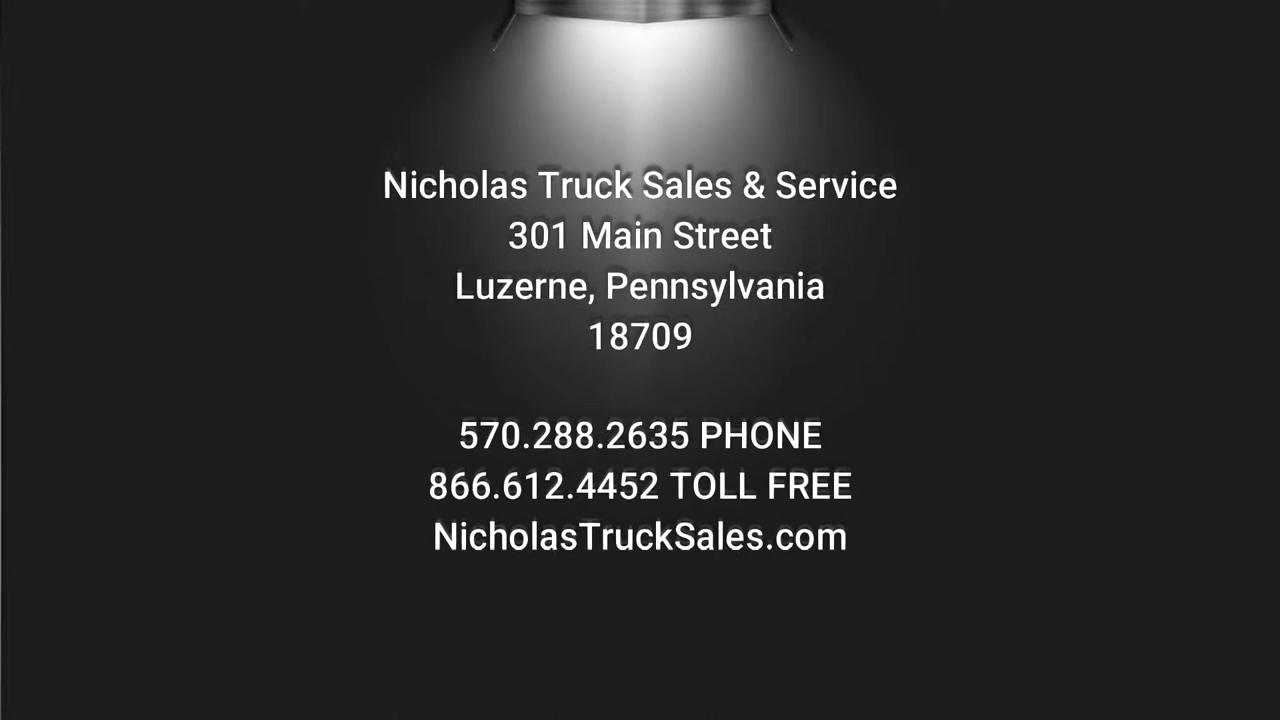 Nicholas Truck Sales & Service
301 Main Street
Luzerne, Pennsylvania
18709
570.288.2635 PHONE
866.612.4452 TOLL FREE
NicholasTruckSales.com